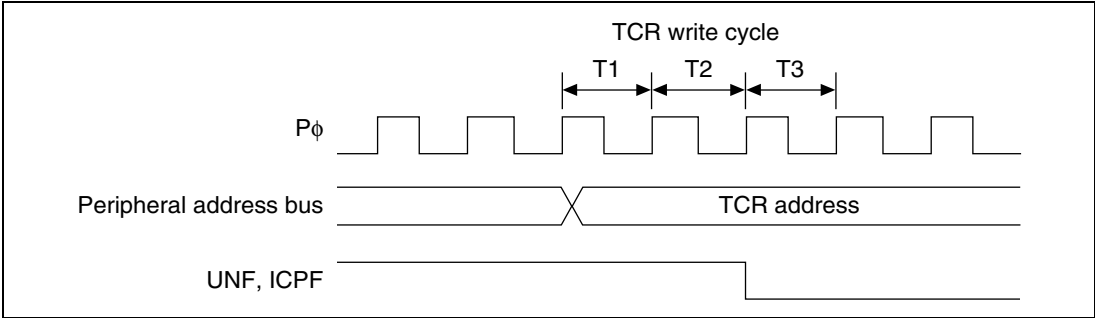 TCR write cycle
T1 T2 T3
Pϕ
Peripheral address bus
TCR address
UNF, ICPF